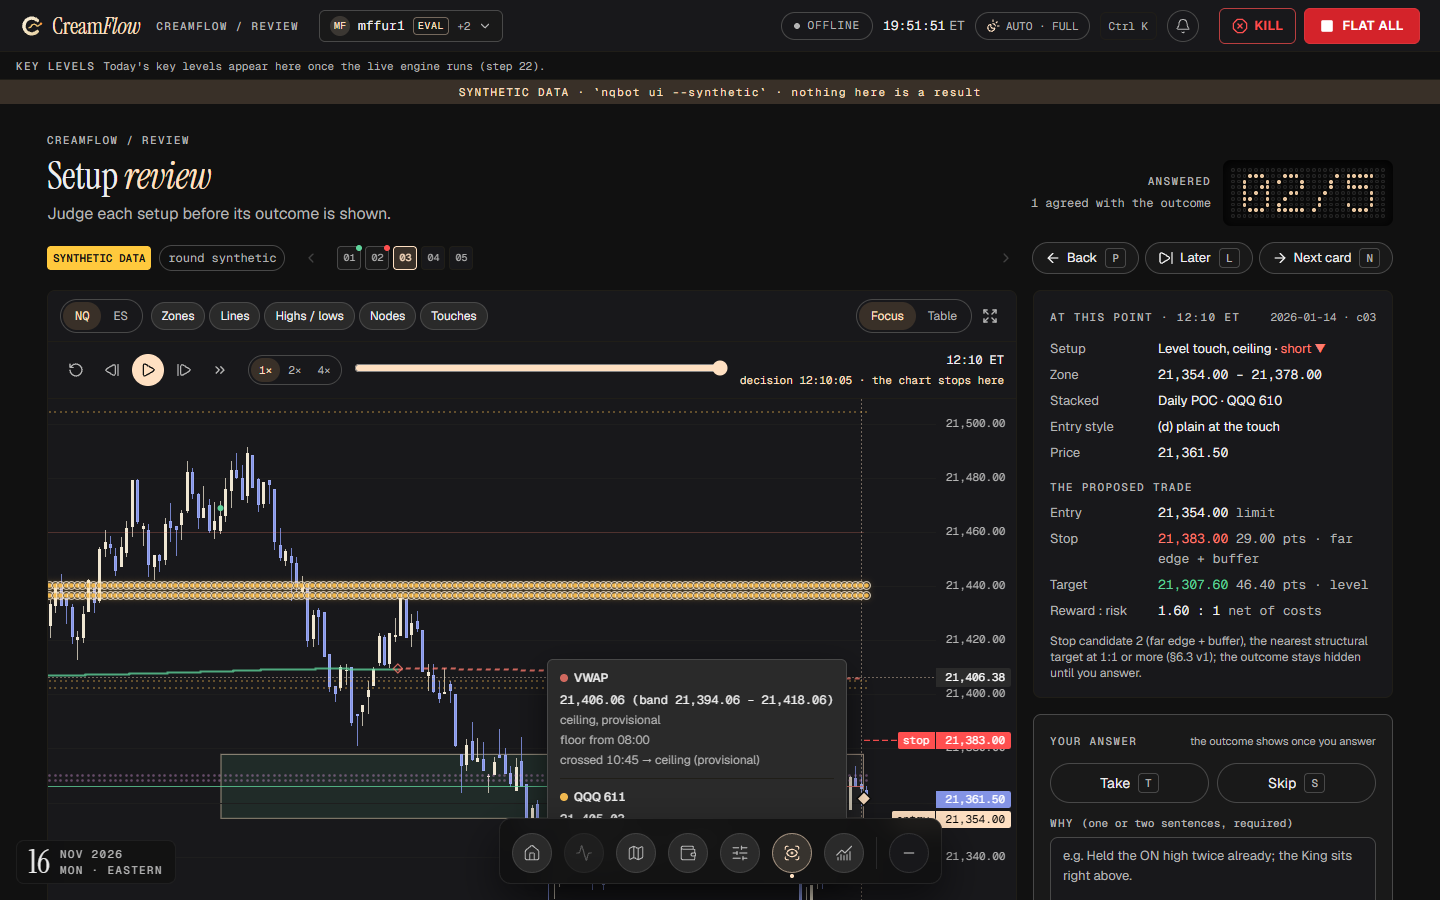 CreamFlow CREAMFLOW / REVIEW MF mffur1 EVAL +2 OFFLINE 19:51:51 ET AUTO · FULL Ctrl K KILL FLAT ALL
KEY LEVELS Today's key levels appear here once the live engine runs (step 22).
SYNTHETIC DATA · `nqbot ui --synthetic` · nothing here is a result
CREAMFLOW / REVIEW
Setup review
Judge each setup before its outcome is shown.
ANSWERED
1 agreed with the outcome
02/5
SYNTHETIC DATA round synthetic 01 02 03 04 05
Back P Later L Next card N
NQ ES Zones Lines Highs / lows Nodes Touches Focus Table
1× 2× 4×
12:10 ET
decision 12:10:05 · the chart stops here
21,500.00
21,480.00
21,460.00
21,440.00
21,420.00
21,406.38
21,400.00
stop 21,383.00
21,361.50
21,354.00
21,340.00
VWAP
21,406.06 (band 21,394.06 – 21,418.06)
ceiling, provisional
floor from 08:00
crossed 10:45 → ceiling (provisional)
QQQ 611
AT THIS POINT · 12:10 ET 2026-01-14 · c03
Setup Level touch, ceiling · short ▼
Zone 21,354.00 – 21,378.00
Stacked Daily POC · QQQ 610
Entry style (d) plain at the touch
Price 21,361.50
THE PROPOSED TRADE
Entry 21,354.00 limit
Stop 21,383.00 29.00 pts · far
edge + buffer
Target 21,307.60 46.40 pts · level
Reward : risk 1.60 : 1 net of costs
Stop candidate 2 (far edge + buffer), the nearest structural
target at 1:1 or more (§6.3 v1); the outcome stays hidden
until you answer.
YOUR ANSWER the outcome shows once you answer
Take T Skip S
WHY (one or two sentences, required)
e.g. Held the ON high twice already; the King sits
right above.
16 NOV 2026
MON · EASTERN